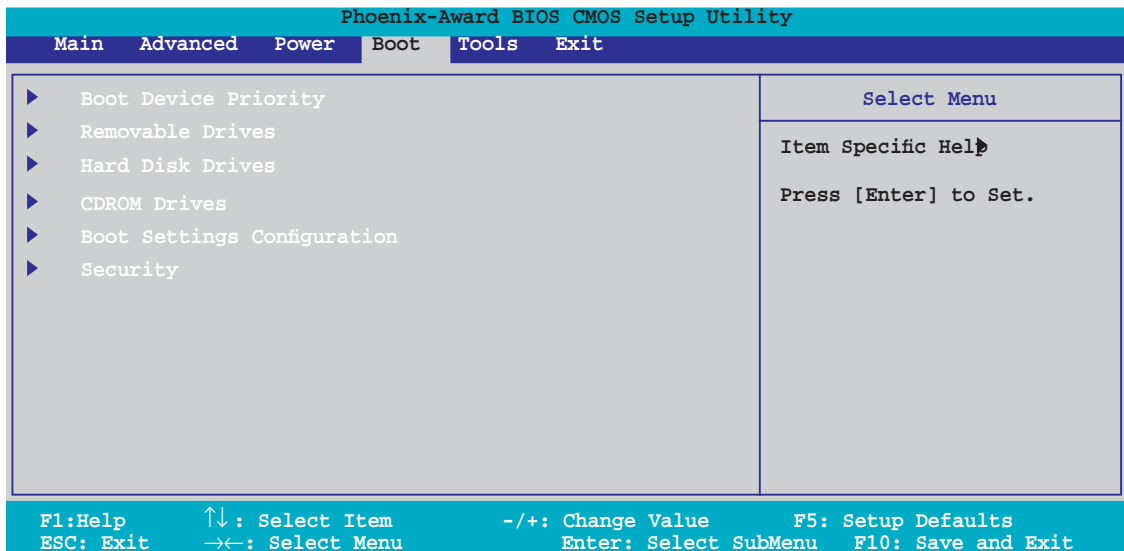 Phoenix-Award BIOS CMOS Setup Utility
Main Advanced Power Boot Tools Exit
Boot Device Priority
Removable Drives
Hard Disk Drives
CDROM Drives
Boot Settings Configuration
Security
Select Menu
Item Specific Help
Press [Enter] to Set.
F1:Help ↑↓: Select Item -/+: Change Value F5: Setup Defaults
ESC: Exit →←: Select Menu Enter: Select SubMenu F10: Save and Exit